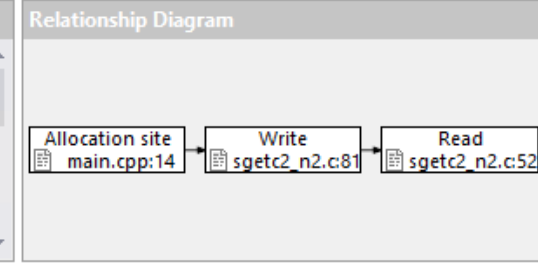 Relationship Diagram
Allocation site
main.cpp:14
Write
sgetc2_n2.c:81
Read
sgetc2_n2.c:52